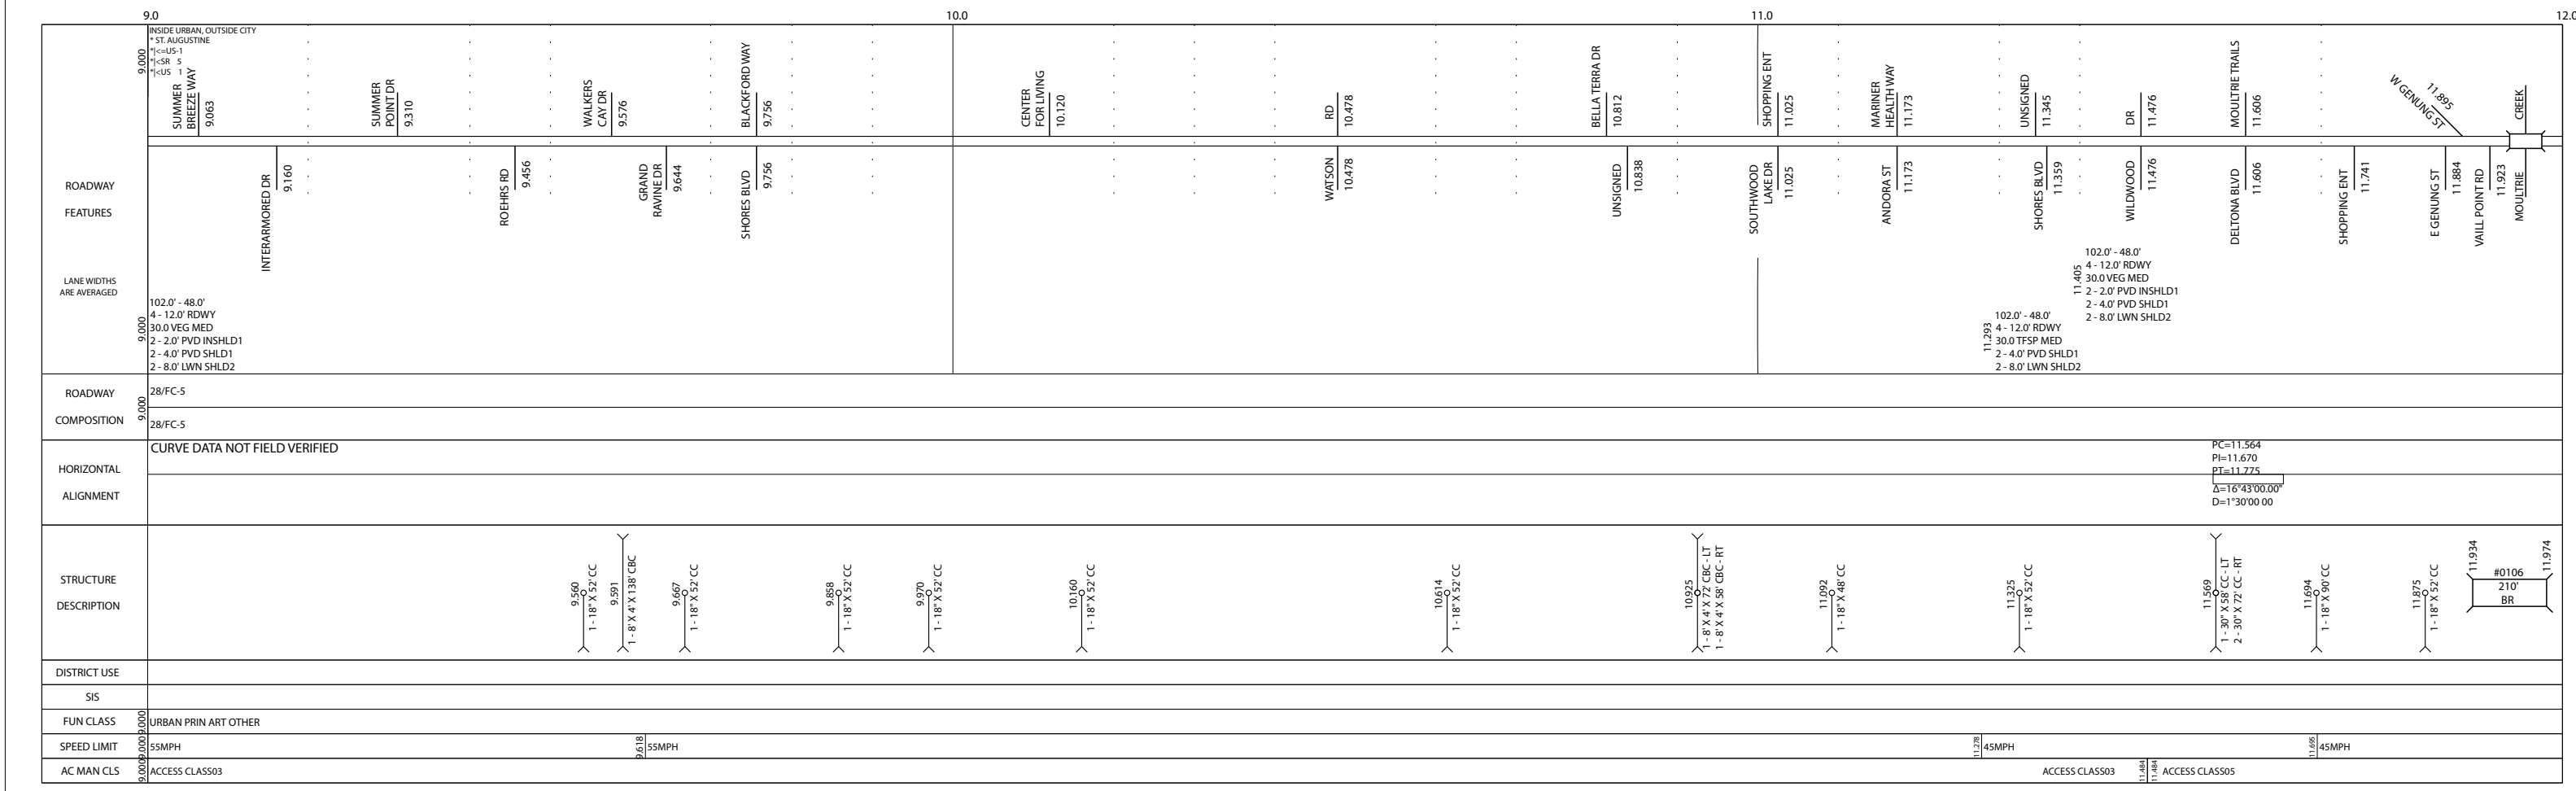 9.0
10.0
11.0
12.0
9.000
INSIDE URBAN, OUTSIDE CITY
* ST. AUGUSTINE
*|<=US-1
*|<SR 5
*|<US 1
SUMMER
BREEZE WAY
9.063
SUMMER
POINT DR
9.310
WALKERS
CAY DR
9.576
BLACKFORD WAY
9.756
CENTER
FOR LIVING
10.120
RD
10.478
BELLA TERRA DR
10.812
SHOPPING ENT
11.025
MARINER
HEALTH WAY
11.173
UNSIGNED
11.345
DR
11.476
MOULTRIE TRAILS
11.606
W GENUNG ST
11.895
CREEK
ROADWAY
FEATURES
INTERARMORED DR
9.160
ROEHRS RD
9.456
GRAND
RAVINE DR
9.644
SHORES BLVD
9.756
WATSON
10.478
UNSIGNED
10.838
SOUTHWOOD
LAKE DR
11.025
ANDORA ST
11.173
SHORES BLVD
11.359
WILDWOOD
11.476
DELTONA BLVD
11.606
SHOPPING ENT
11.741
E GENUNG ST
11.884
VAILL POINT RD
11.923
MOULTRIE
LANE WIDTHS
ARE AVERAGED
9.000
102.0' - 48.0'
4 - 12.0' RDWY
30.0 VEG MED
2 - 2.0' PVD INSHLD1
2 - 4.0' PVD SHLD1
2 - 8.0' LWN SHLD2
11.293
102.0' - 48.0'
4 - 12.0' RDWY
30.0 TFSP MED
2 - 4.0' PVD SHLD1
2 - 8.0' LWN SHLD2
11.405
102.0' - 48.0'
4 - 12.0' RDWY
30.0 VEG MED
2 - 2.0' PVD INSHLD1
2 - 4.0' PVD SHLD1
2 - 8.0' LWN SHLD2
ROADWAY
COMPOSITION
9.000
28/FC-5
28/FC-5
HORIZONTAL
ALIGNMENT
CURVE DATA NOT FIELD VERIFIED
PC=11.564
PI=11.670
PT=11.775
Δ=16°43'00.00"
D=1°30'00 00
STRUCTURE
DESCRIPTION
9.560
1 - 18" X 52' CC
9.591
1 - 8' X 4' X 138' CBC
9.667
1 - 18" X 52' CC
9.858
1 - 18" X 52' CC
9.970
1 - 18" X 52' CC
10.160
1 - 18" X 52' CC
10.614
1 - 18" X 52' CC
10.925
1 - 8' X 4' X 72' CBC - LT
1 - 8' X 4' X 58' CBC - RT
11.092
1 - 18" X 48' CC
11.325
1 - 18" X 52' CC
11.569
1 - 30" X 58' CC - LT
2 - 30" X 72' CC - RT
11.694
1 - 18" X 90' CC
11.875
1 - 18" X 52' CC
11.934
#0106
210'
BR
11.974
DISTRICT USE
SIS
FUN CLASS
9.000
URBAN PRIN ART OTHER
SPEED LIMIT
9.000
55MPH
9.618
55MPH
11.278
45MPH
11.695
45MPH
AC MAN CLS
9.000
ACCESS CLASS03
ACCESS CLASS03
11.484
11.484
ACCESS CLASS05